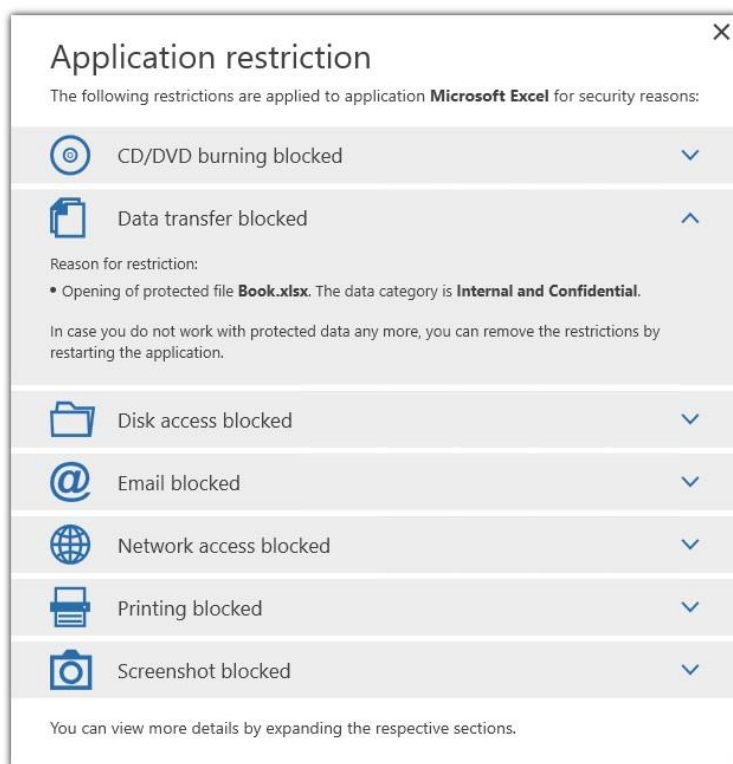 Application restriction
The following restrictions are applied to application Microsoft Excel for security reasons:
CD/DVD burning blocked
Data transfer blocked
Reason for restriction:
• Opening of protected file Book.xlsx. The data category is Internal and Confidential.
In case you do not work with protected data any more, you can remove the restrictions by
restarting the application.
Disk access blocked
Email blocked
Network access blocked
Printing blocked
Screenshot blocked
You can view more details by expanding the respective sections.